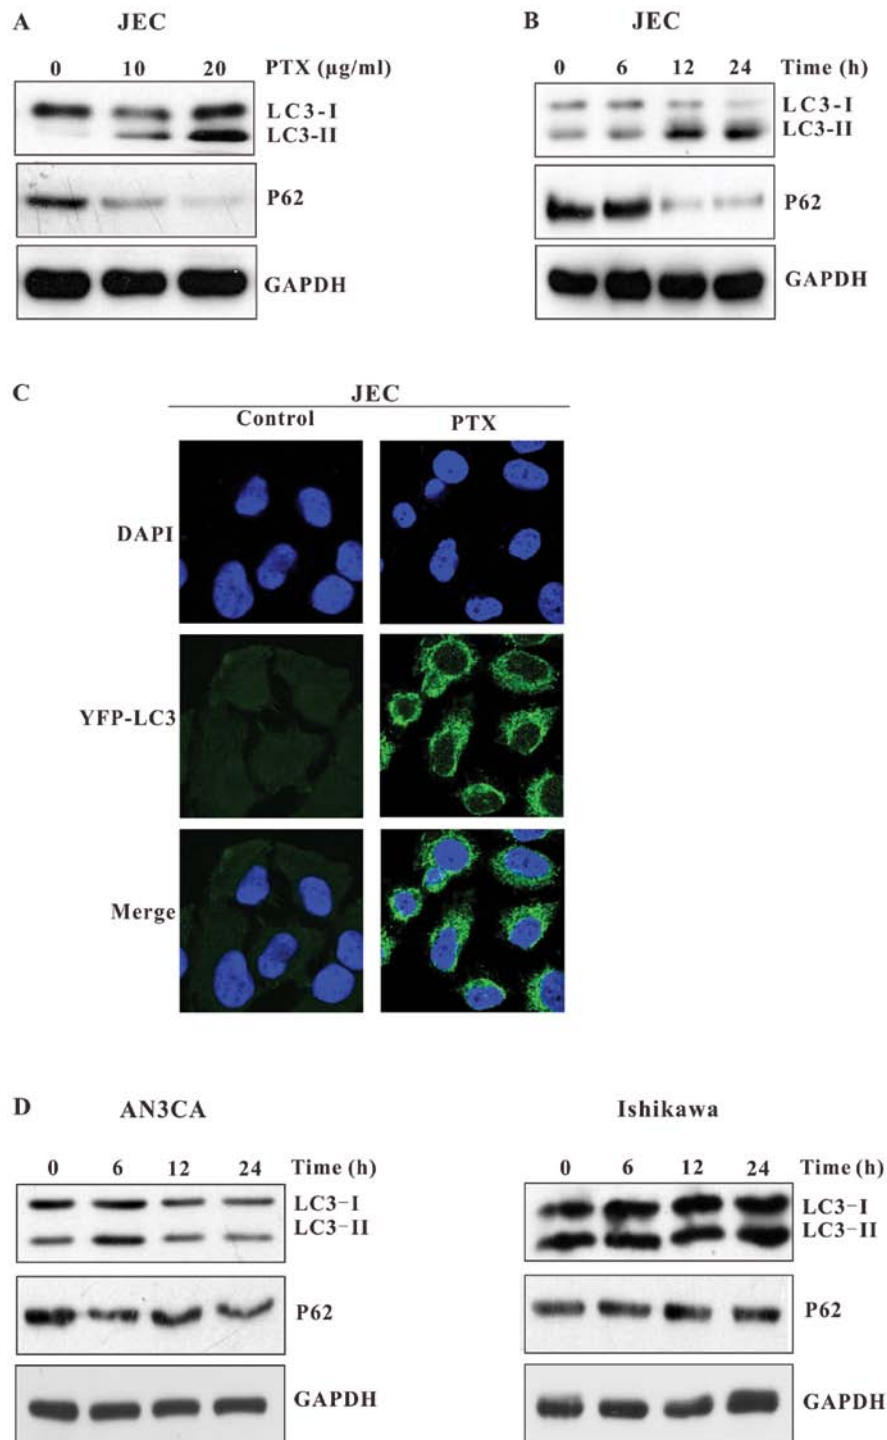 A JEC
0 10 20 PTX (μg/ml)
LC3-I
LC3-II
P62
GAPDH
B JEC
0 6 12 24 Time (h)
LC3-I
LC3-II
P62
GAPDH
C JEC
Control PTX
DAPI
YFP-LC3
Merge
D AN3CA
0 6 12 24 Time (h)
LC3-I
LC3-II
P62
GAPDH
Ishikawa
0 6 12 24 Time (h)
LC3-I
LC3-II
P62
GAPDH